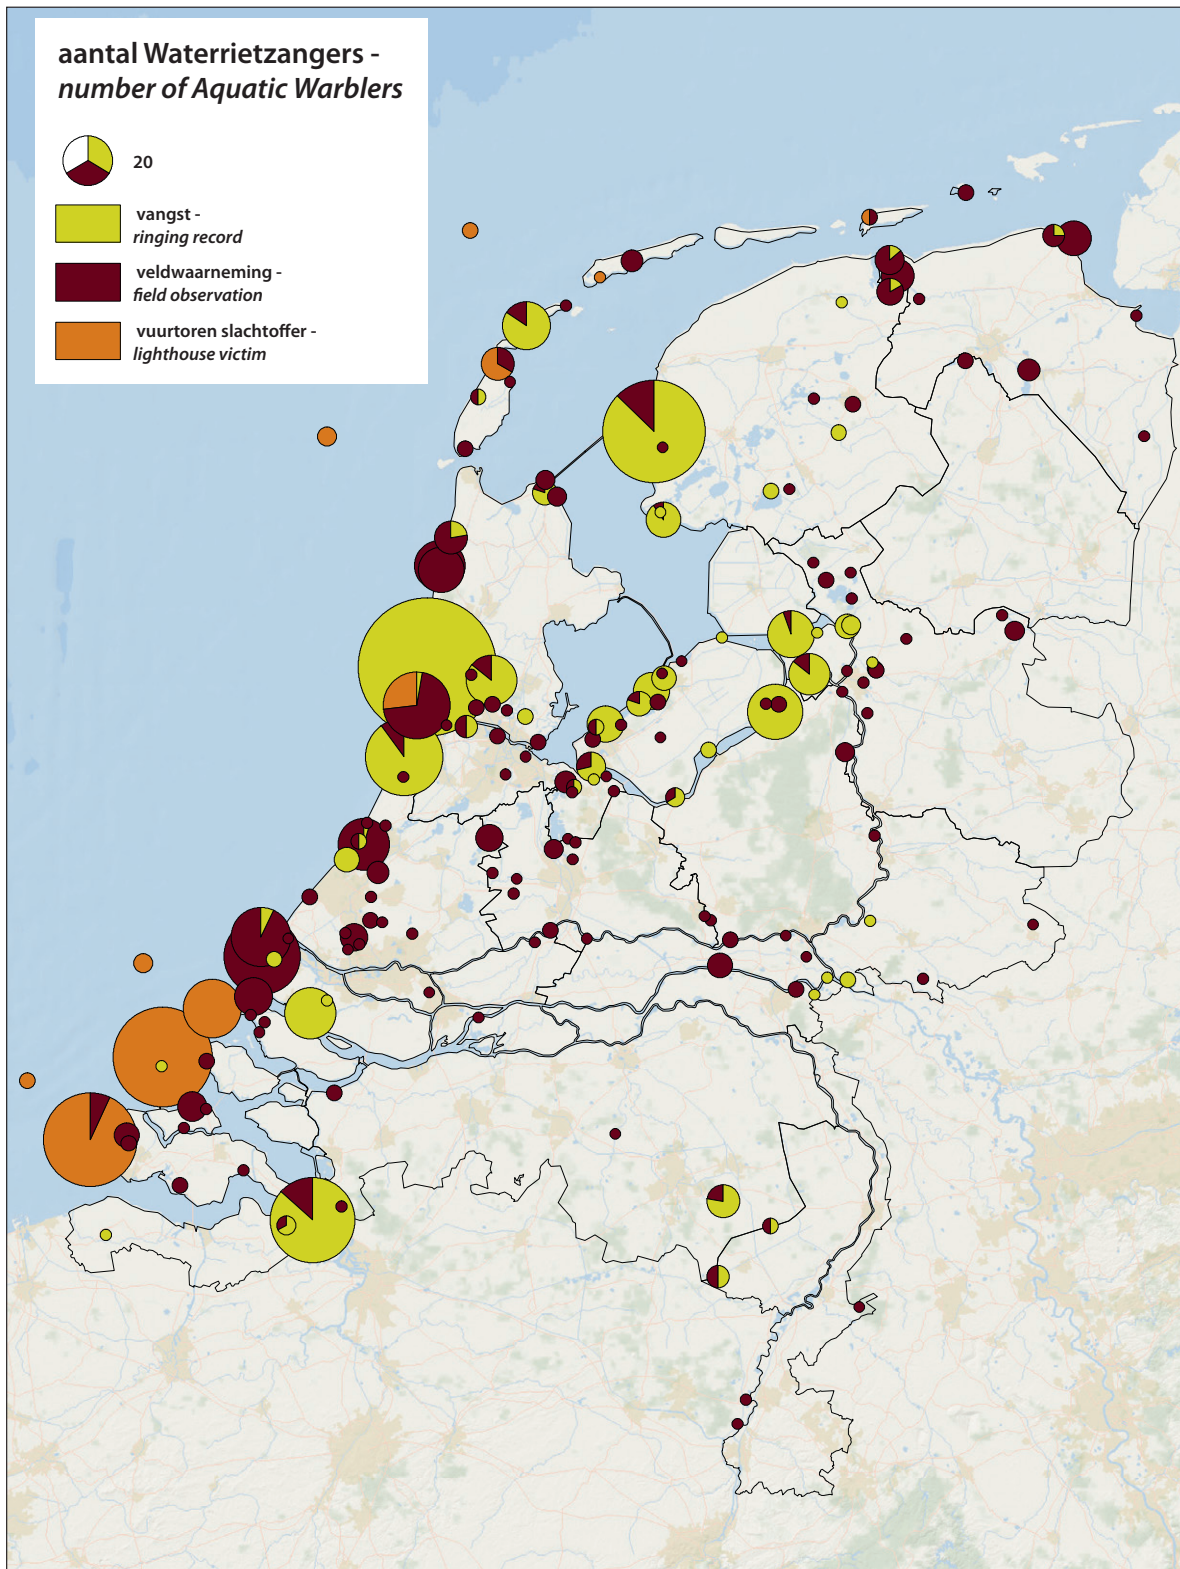 aantal Waterrietzangers -
number of Aquatic Warblers
20
vangst -
ringing record
veldwaarneming -
field observation
vuurtoren slachtoffer -
lighthouse victim